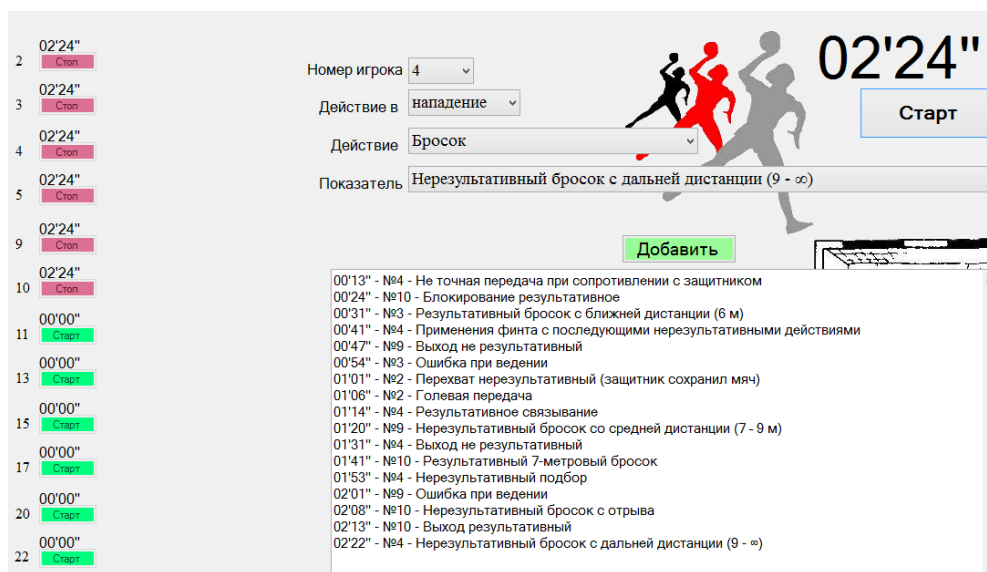 02'24"
2 Стоп
02'24"
3 Стоп
02'24"
4 Стоп
02'24"
5 Стоп
02'24"
9 Стоп
02'24"
10 Стоп
00'00"
11 Старт
00'00"
13 Старт
00'00"
15 Старт
00'00"
17 Старт
00'00"
20 Старт
00'00"
22 Старт
Номер игрока 4
Действие в нападение
Действие Бросок
Показатель Нерезультативный бросок с дальней дистанции (9 - ∞)
02'24"
Старт
Добавить
00'13" - №4 - Не точная передача при сопротивлении с защитником
00'24" - №10 - Блокирование результативное
00'31" - №3 - Результативный бросок с ближней дистанции (6 м)
00'41" - №4 - Применения финта с последующими нерезультативными действиями
00'47" - №9 - Выход не результативный
00'54" - №3 - Ошибка при ведении
01'01" - №2 - Перехват нерезультативный (защитник сохранил мяч)
01'06" - №2 - Голевая передача
01'14" - №4 - Результативное связывание
01'20" - №9 - Нерезультативный бросок со средней дистанции (7 - 9 м)
01'31" - №4 - Выход не результативный
01'41" - №10 - Результативный 7-метровый бросок
01'53" - №4 - Нерезультативный подбор
02'01" - №9 - Ошибка при ведении
02'08" - №10 - Нерезультативный бросок с отрыва
02'13" - №10 - Выход результативный
02'22" - №4 - Нерезультативный бросок с дальней дистанции (9 - ∞)